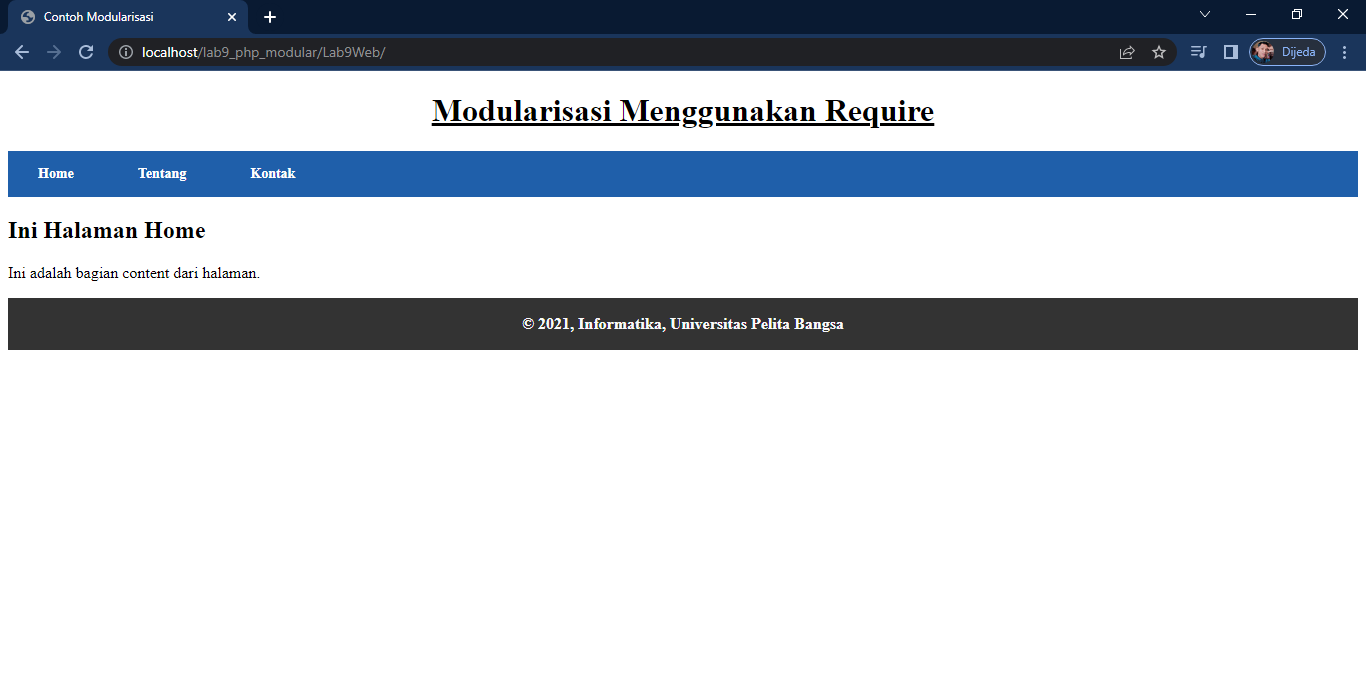 Contoh Modularisasi
localhost/lab9_php_modular/Lab9Web/
Dijeda
Modularisasi Menggunakan Require
Home Tentang Kontak
Ini Halaman Home
Ini adalah bagian content dari halaman.
© 2021, Informatika, Universitas Pelita Bangsa